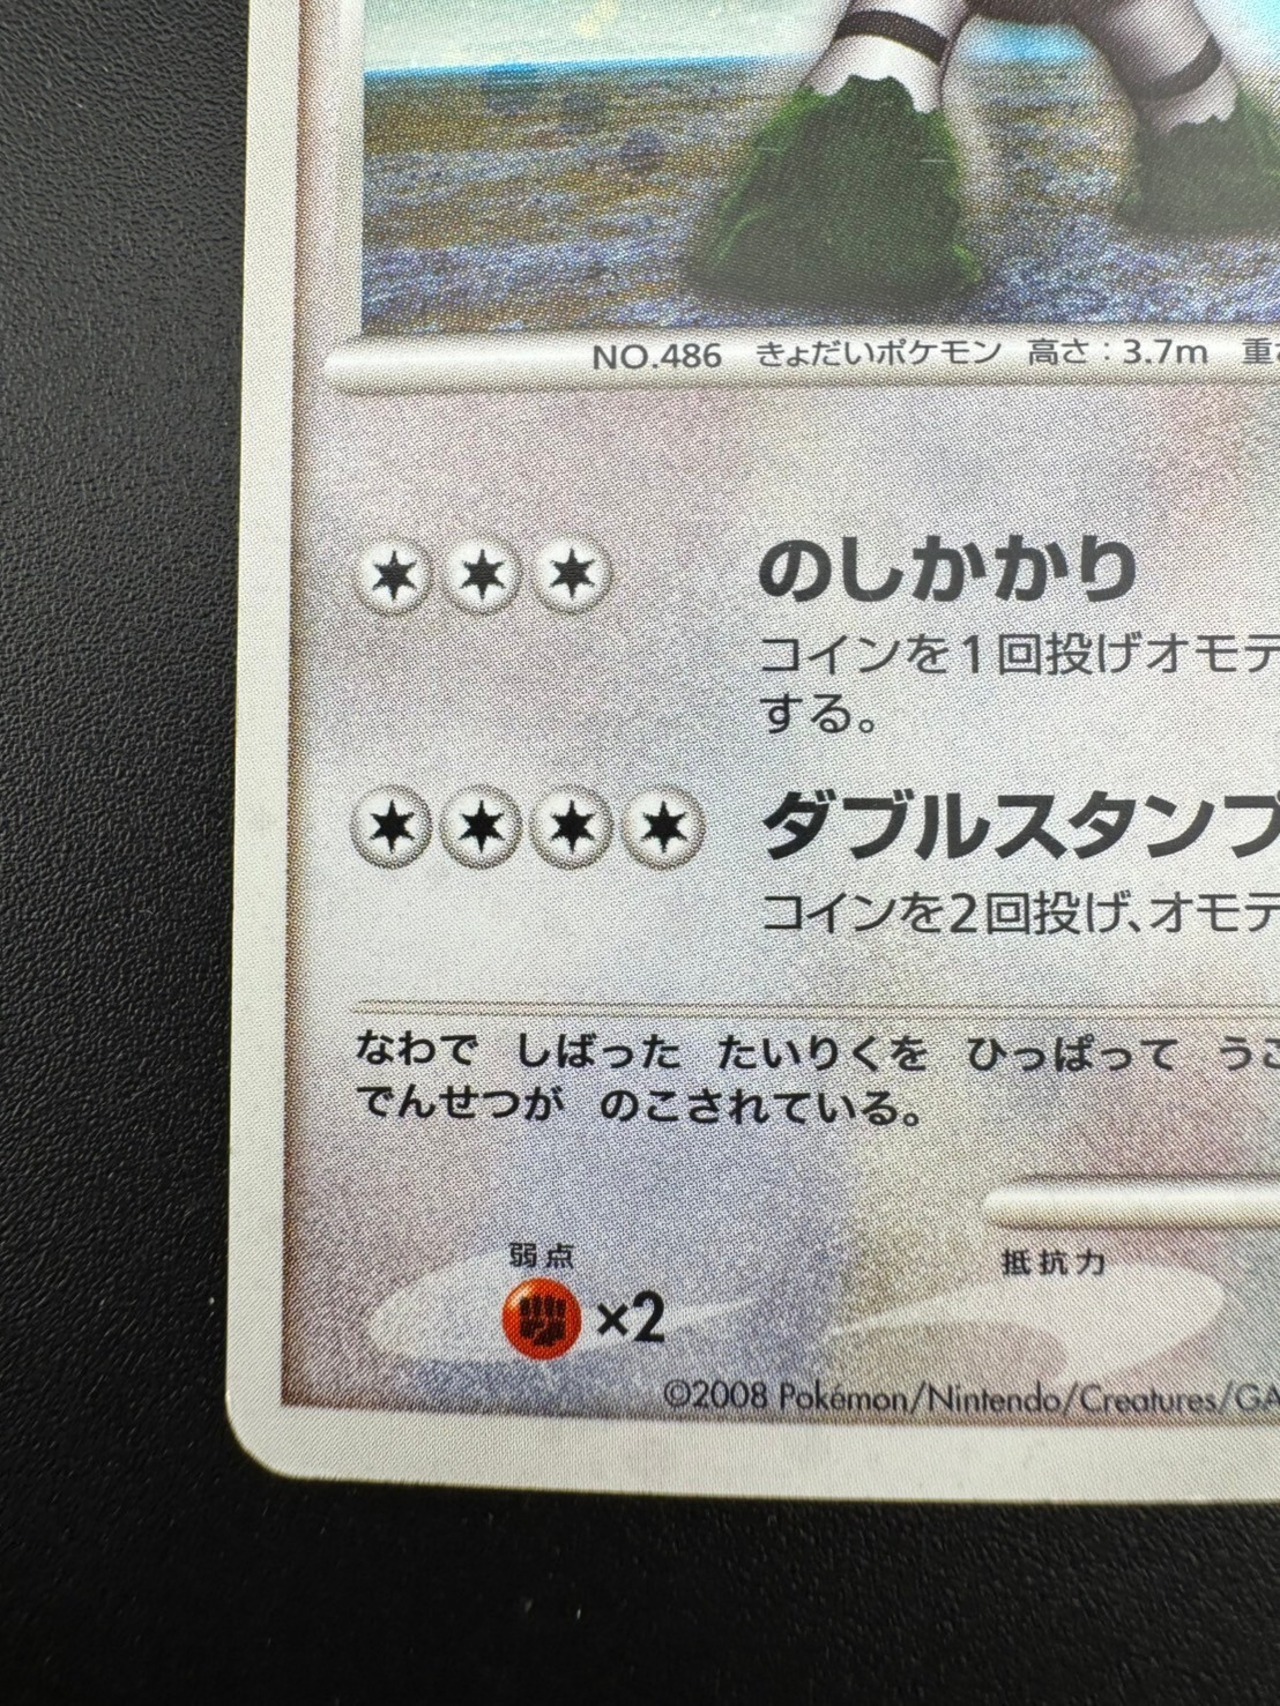 NO.486 きょだいポケモン 高さ：3.7m 重
のしかかり
コインを1回投げオモテ
する。
ダブルスタンプ
コインを2回投げ、オモテ
なわで しばった たいりくを ひっぱって うご
でんせつが のこされている。
弱点 抵抗力
×2
©2008 Pokémon/Nintendo/Creatures/GA